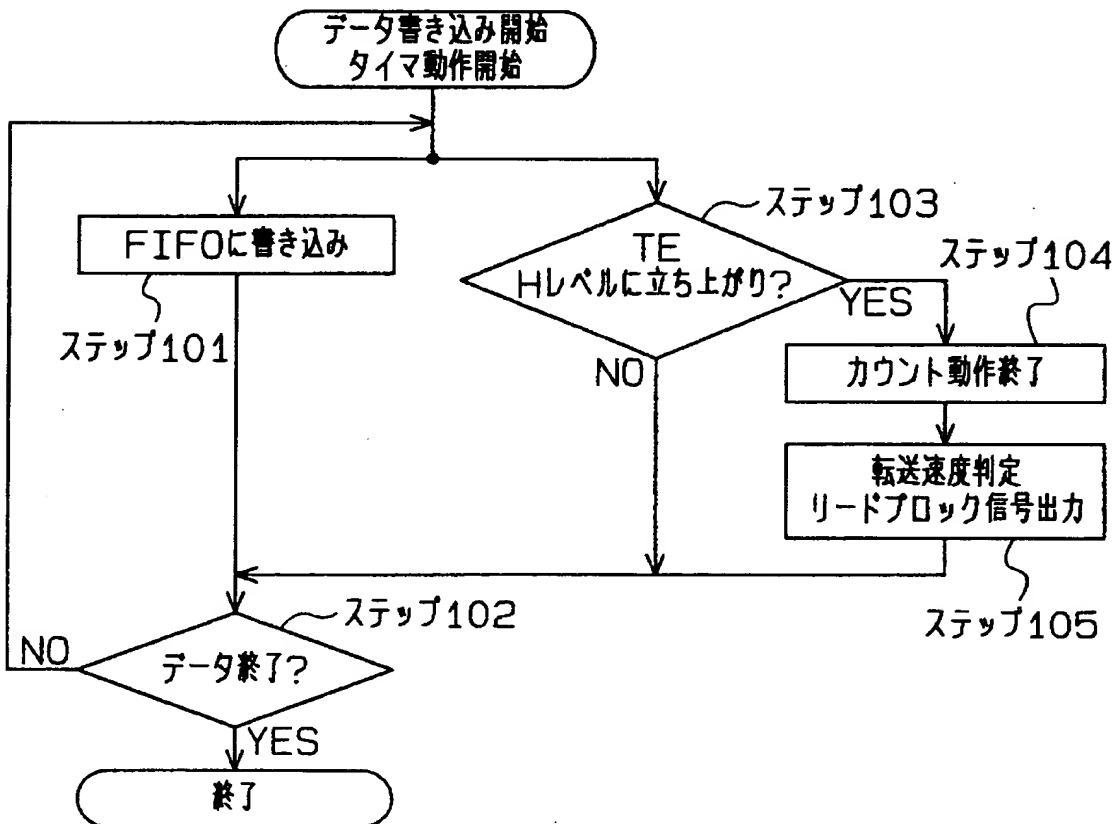 データ書き込み開始
タイマ動作開始
FIFOに書き込み
ステップ101
ステップ103
TE
Hレベルに立ち上がり?
YES
NO
ステップ104
カウント動作終了
転送速度判定
リードブロック信号出力
ステップ105
ステップ102
データ終了?
NO
YES
終了